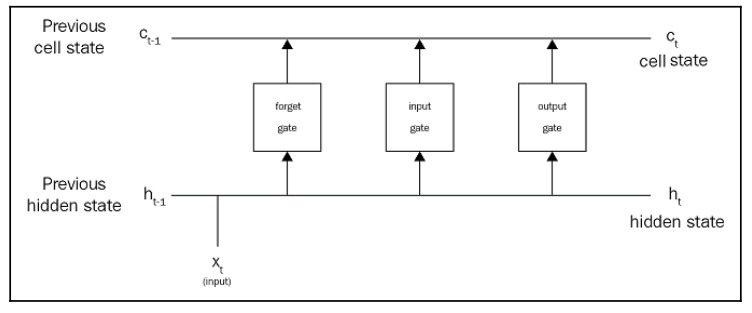 Previous
cell state
C t-1
C t
cell state
forget
gate
input
gate
output
gate
Previous
hidden state
h t-1
h t
hidden state
X t
(input)